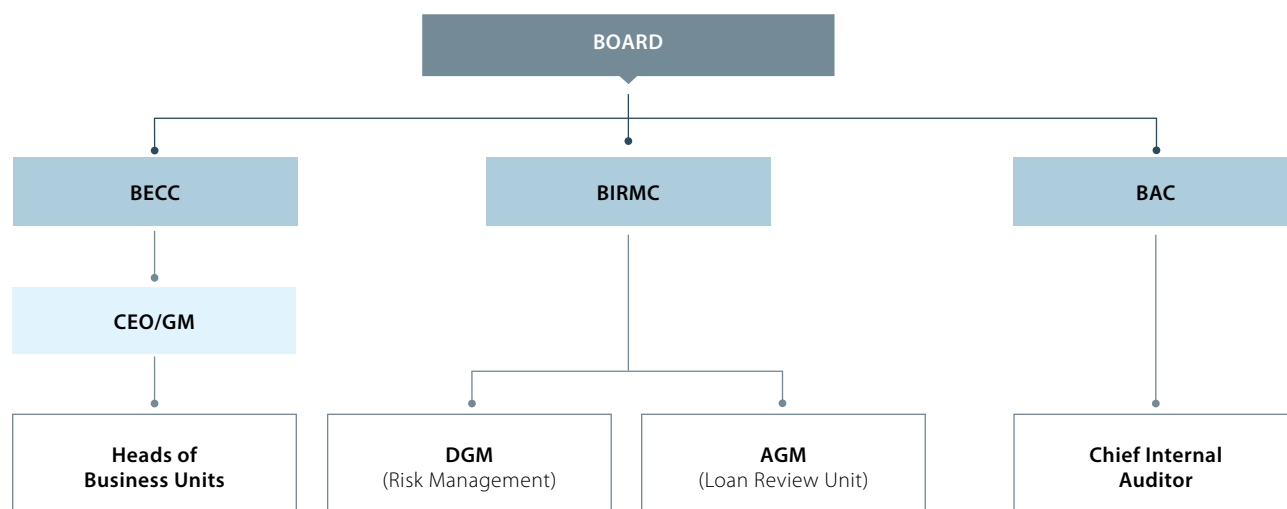 BOARD
BECC
BIRMC
BAC
CEO/GM
Heads of
Business Units
DGM
(Risk Management)
AGM
(Loan Review Unit)
Chief Internal
Auditor